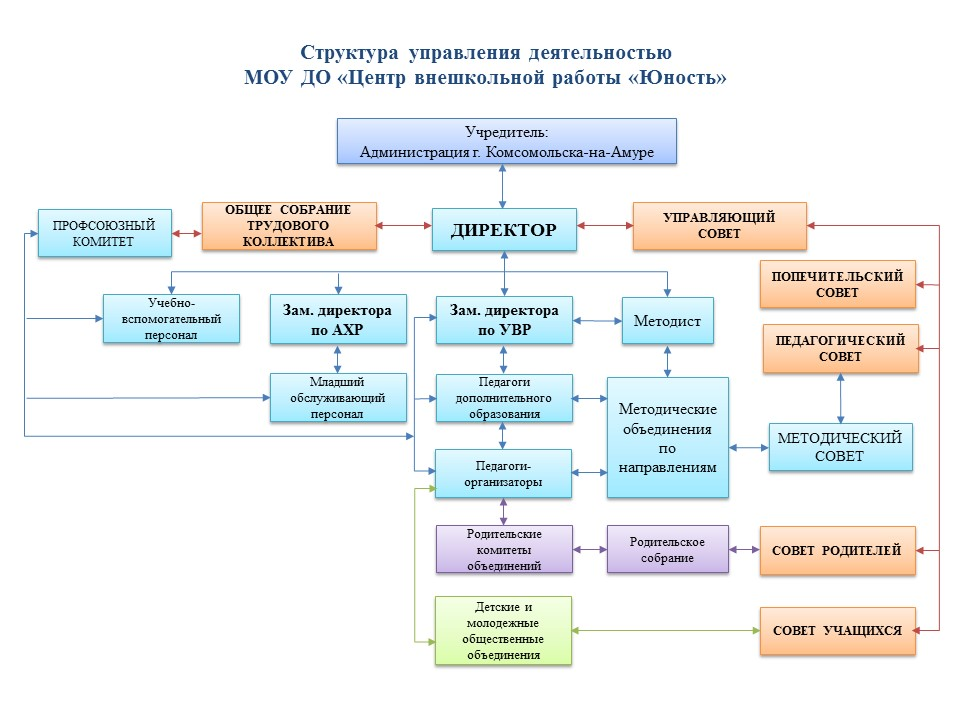 Структура управления деятельностью
МОУ ДО «Центр внешкольной работы «Юность»
Учредитель:
Администрация г. Комсомольска-на-Амуре
ПРОФСОЮЗНЫЙ
КОМИТЕТ
ОБЩЕЕ СОБРАНИЕ
ТРУДОВОГО
КОЛЛЕКТИВА
ДИРЕКТОР
УПРАВЛЯЮЩИЙ
СОВЕТ
ПОПЕЧИТЕЛЬСКИЙ
СОВЕТ
Учебно-
вспомогательный
персонал
Зам. директора
по АХР
Зам. директора
по УВР
Методист
ПЕДАГОГИЧЕСКИЙ
СОВЕТ
Младший
обслуживающий
персонал
Педагоги
дополнительного
образования
Методические
объединения
по
направлениям
МЕТОДИЧЕСКИЙ
СОВЕТ
Педагоги-
организаторы
Родительские
комитеты
объединений
Родительское
собрание
СОВЕТ РОДИТЕЛЕЙ
Детские и
молодежные
общественные
объединения
СОВЕТ УЧАЩИХСЯ